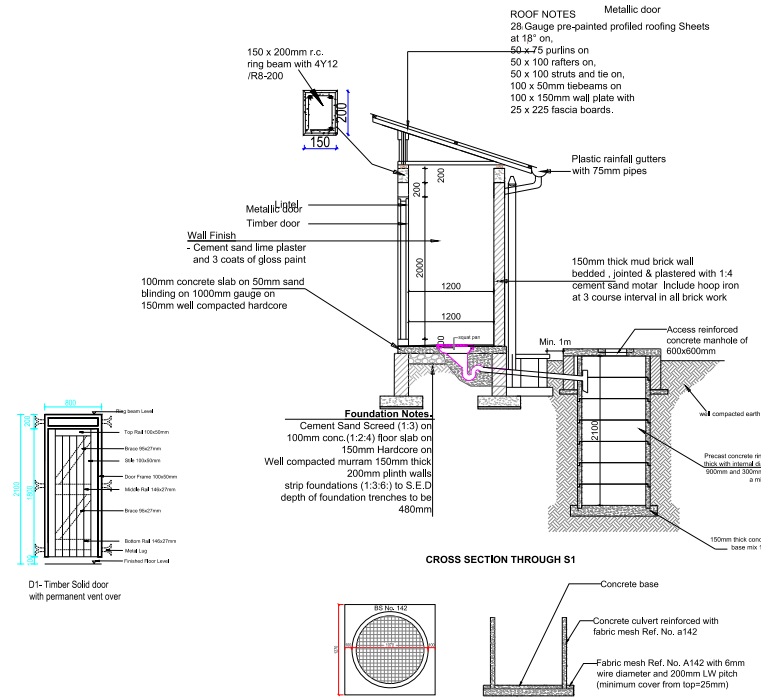 Metallic door
ROOF NOTES
28 Gauge pre-painted profiled roofing Sheets
at 18° on,
50 x 75 purlins on
50 x 100 rafters on,
50 x 100 struts and tie on,
100 x 50mm tiebeams on
100 x 150mm wall plate with
25 x 225 fascia boards.
150 x 200mm r.c.
ring beam with 4Y12
/R8-200
200
150
Plastic rainfall gutters
with 75mm pipes
200
200
Lintel
Metallic door
Timber door
Wall Finish
- Cement sand lime plaster
and 3 coats of gloss paint
2000
150mm thick mud brick wall
bedded , jointed & plastered with 1:4
cement sand motar Include hoop iron
at 3 course interval in all brick work
100mm concrete slab on 50mm sand
blinding on 1000mm gauge on
150mm well compacted hardcore
1200
1200
squat pan
Min. 1m
Access reinforced
concrete manhole of
600x600mm
well compacted earth
Foundation Notes.
Cement Sand Screed (1:3) on
100mm conc.(1:2:4) floor slab on
150mm Hardcore on
Well compacted murram 150mm thick
200mm plinth walls
strip foundations (1:3:6:) to S.E.D
depth of foundation trenches to be
480mm
2100
Precast concrete rin
thick with internal dia
900mm and 300mm
a mi
150mm thick conc
base mix 1
800
Ring beam Level
Top Rail 100x50mm
Brace 95x27mm
Stile 100x50mm
Door Frame 100x50mm
Middle Rail 146x27mm
Brace 95x27mm
Bottom Rail 146x27mm
Metal Lug
Finished Floor Level
300
100
D1- Timber Solid door
with permanent vent over
CROSS SECTION THROUGH S1
BS No. 142
Concrete base
Concrete culvert reinforced with
fabric mesh Ref. No. a142
Fabric mesh Ref. No. A142 with 6mm
wire diameter and 200mm LW pitch
(minimum cover from top=25mm)